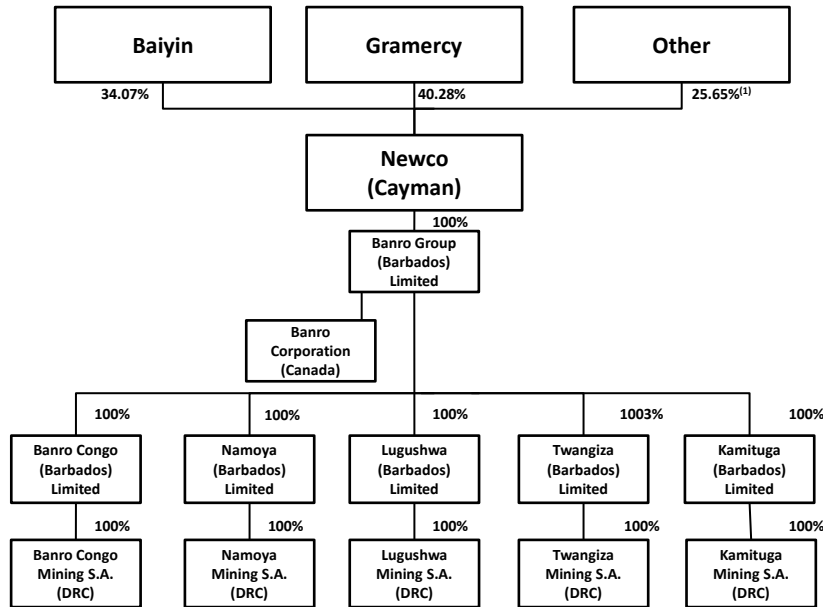 Baiyin
Gramercy
Other
34.07%
40.28%
25.65%(1)
Newco
(Cayman)
100%
Banro Group
(Barbados)
Limited
Banro
Corporation
(Canada)
100%
100%
100%
1003%
100%
Banro Congo
(Barbados)
Limited
Namoya
(Barbados)
Limited
Lugushwa
(Barbados)
Limited
Twangiza
(Barbados)
Limited
Kamituga
(Barbados)
Limited
100%
100%
100%
100%
100%
Banro Congo
Mining S.A.
(DRC)
Namoya
Mining S.A.
(DRC)
Lugushwa
Mining S.A.
(DRC)
Twangiza
Mining S.A.
(DRC)
Kamituga
Mining S.A.
(DRC)